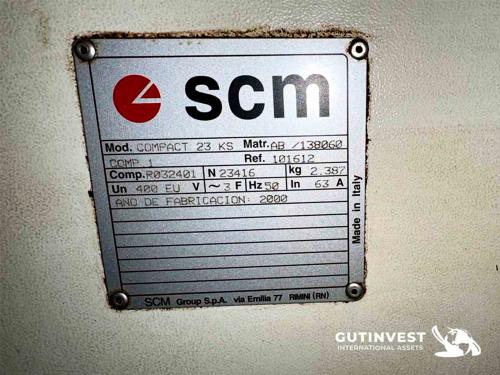 scm
Mod. COMPACT 23 KS Matr. AB /138060
COMP.1 Ref. 101612
Comp. R032401 N 23416 kg 2.387
Un 400 EU V ~ 3 F Hz 50 In 63 A
ANO DE FABRICACION: 2000
Made in Italy
SCM Group S.p.A. via Emilia 77 RIMINI (RN)
GUTINVEST
INTERNATIONAL ASSETS